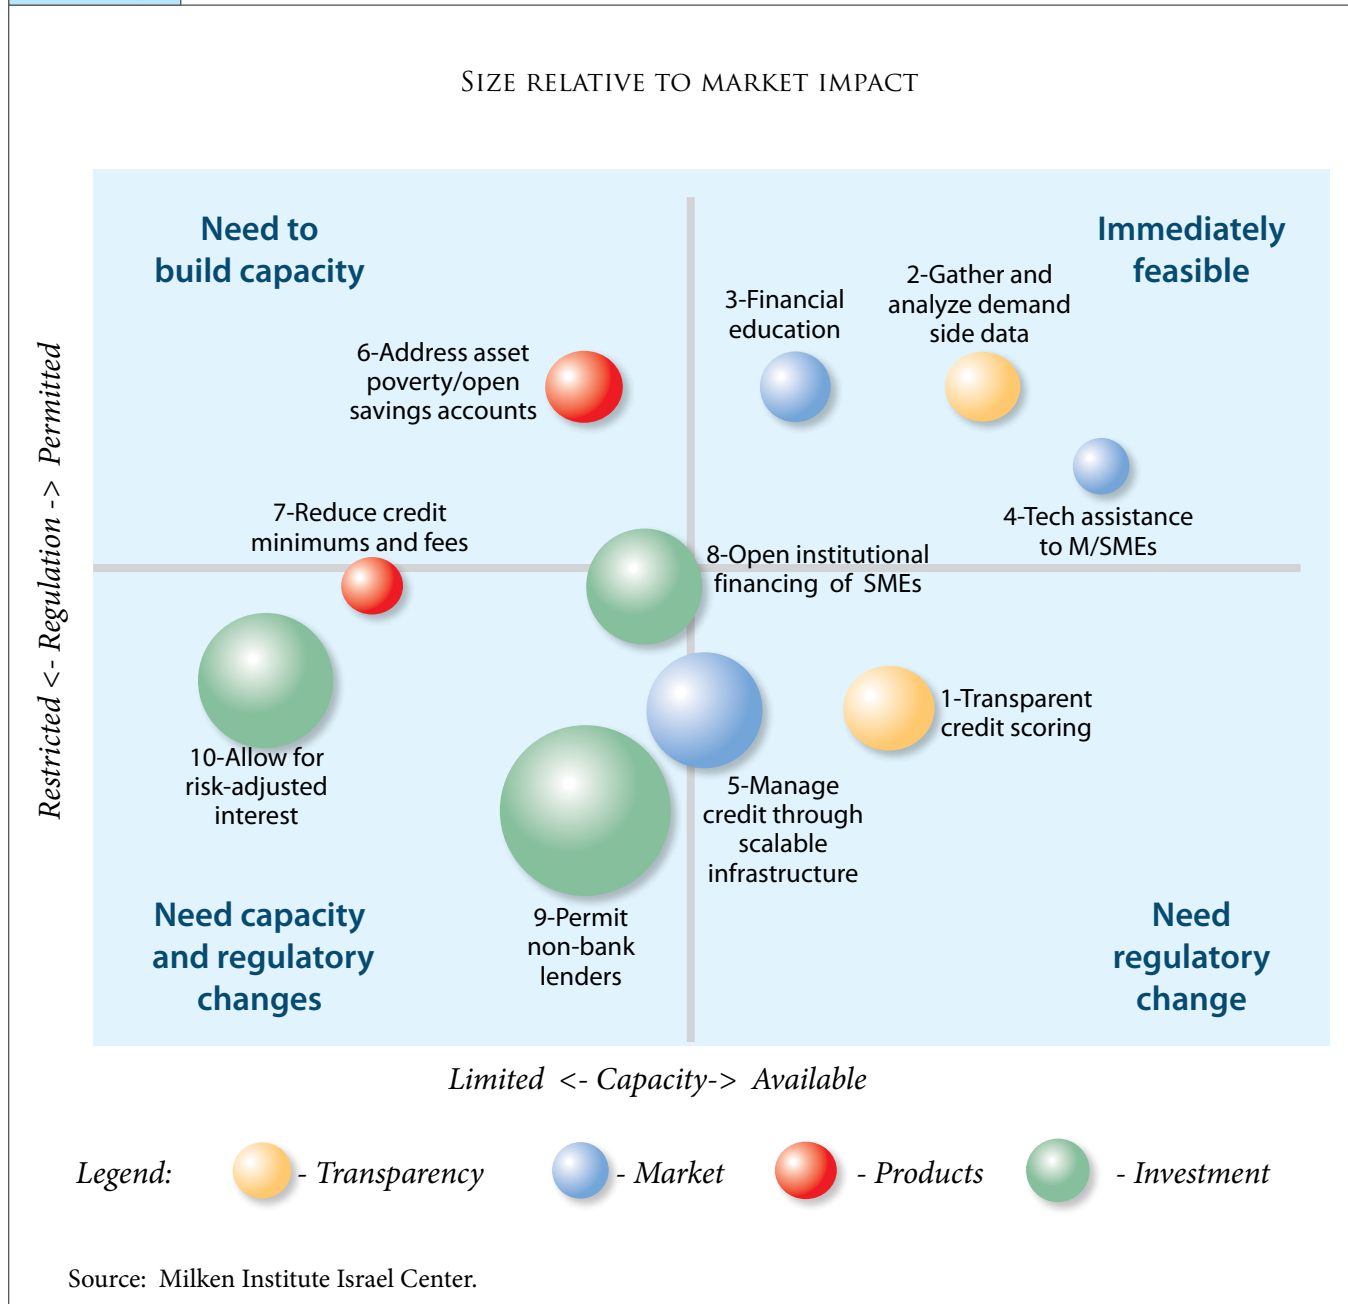 SIZE RELATIVE TO MARKET IMPACT
Need to
build capacity
Immediately
feasible
2-Gather and
analyze demand
side data
3-Financial
education
6-Address asset
poverty/open
savings accounts
7-Reduce credit
minimums and fees
4-Tech assistance
to M/SMEs
8-Open institutional
financing of SMEs
1-Transparent
credit scoring
10-Allow for
risk-adjusted
interest
5-Manage
credit through
scalable
infrastructure
9-Permit
non-bank
lenders
Need capacity
and regulatory
changes
Need
regulatory
change
Restricted <- Regulation -> Permitted
Limited <- Capacity-> Available
Legend: - Transparency - Market - Products - Investment
Source: Milken Institute Israel Center.